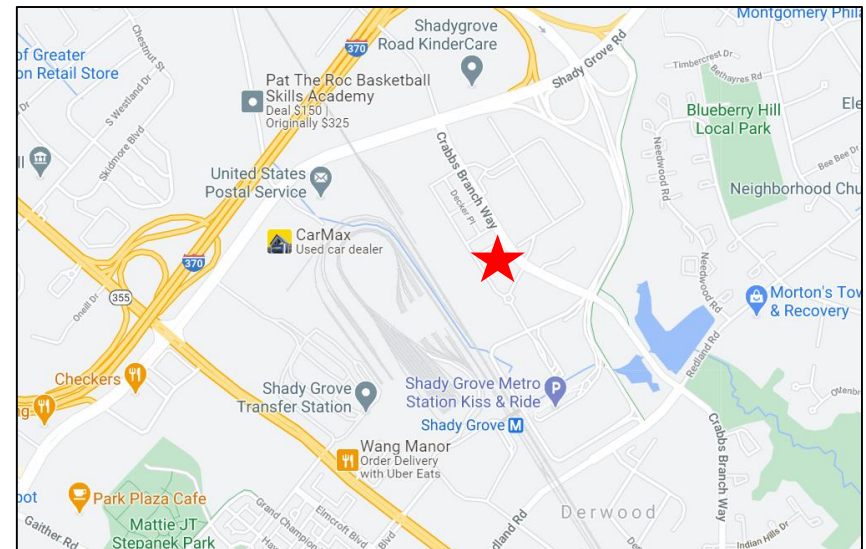 Montgomery Phila
Shadygrove
Road KinderCare
370
of Greater
on Retail Store
Chestnut St
S Westland Dr
Skidmore Blvd
Pat The Roc Basketball
Skills Academy
Deal $150 |
Originally $325
Shady Grove Rd
Timbercrest Dr
Bethayres Rd
Blueberry Hill
Local Park
Ele
Bee Bee Dr
Needwood Rd
Crabbs Branch Way
Decker Pl
United States
Postal Service
Neighborhood Chu
CarMax
Used car dealer
370
355
Oneill Dr
Needwood Rd
Morton's Tow
& Recovery
Redland Rd
Checkers
Shady Grove
Transfer Station
Shady Grove Metro
Station Kiss & Ride
P
Shady Grove M
Crabbs Branch Way
Wang Manor
Order Delivery
with Uber Eats
Park Plaza Cafe
Mattie JT
Stepanek Park
Gaither Rd
Grand Champion
Elmcroft Blvd
Blvd
dland Rd
Derwood
Indian Hills Dr